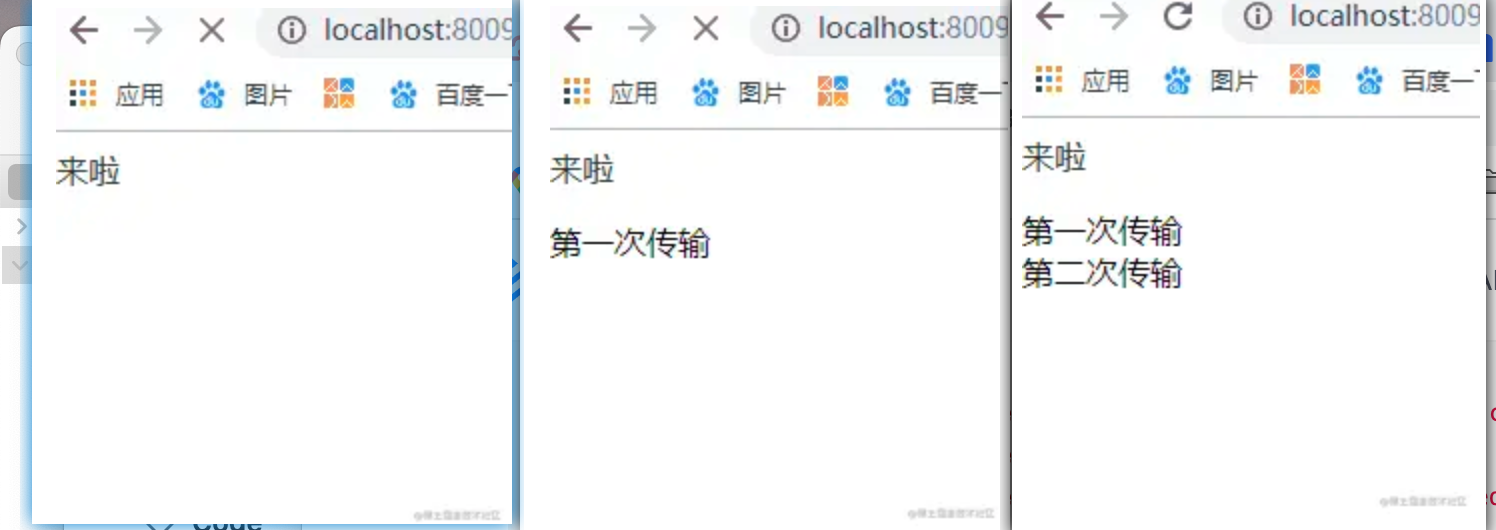 localhost:8009
应用 图片 百度一
来啦
localhost:8009
应用 图片 百度一
来啦
第一次传输
localhost:8009
应用 图片 百度一
来啦
第一次传输
第二次传输
Code